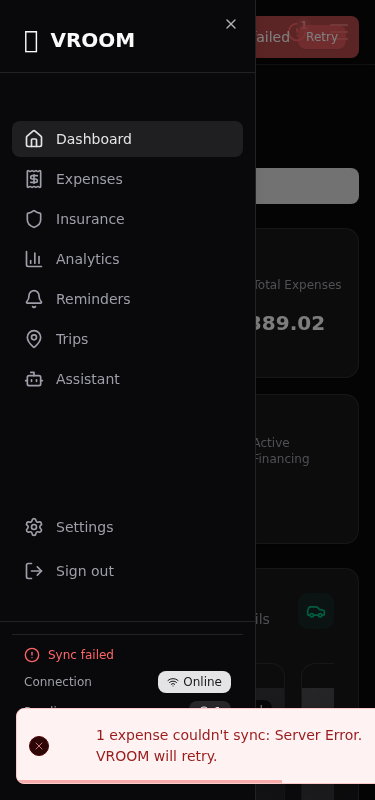 VROOM
ailed
Retry
Dashboard
Expenses
Insurance
Analytics
Reminders
Trips
Assistant
Total Expenses
389.02
Active
Financing
Settings
Sign out
ils
Sync failed
Connection
Online
1 expense couldn't sync: Server Error.
VROOM will retry.